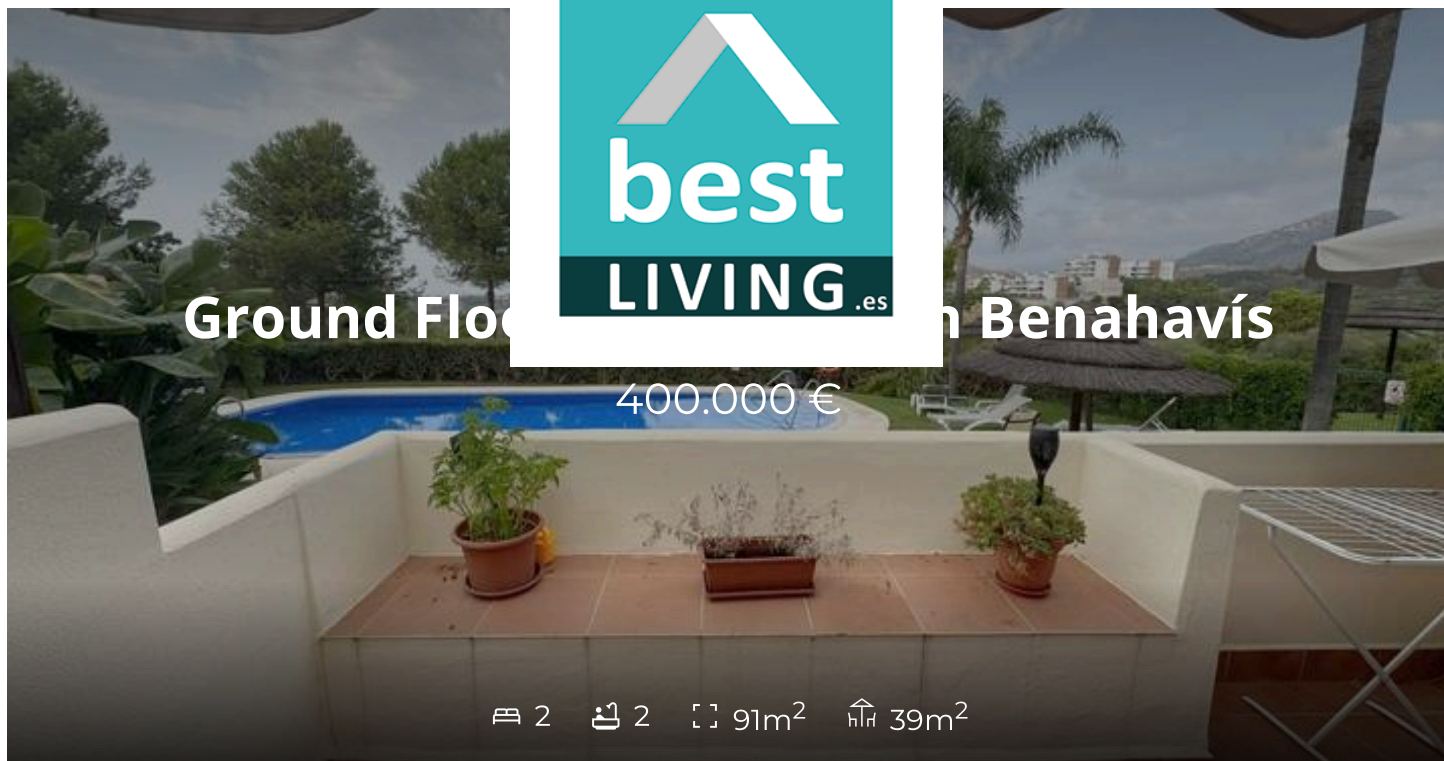 best
LIVING.es
Ground Floo n Benahavís
400.000 €
2 2 91m² 39m²